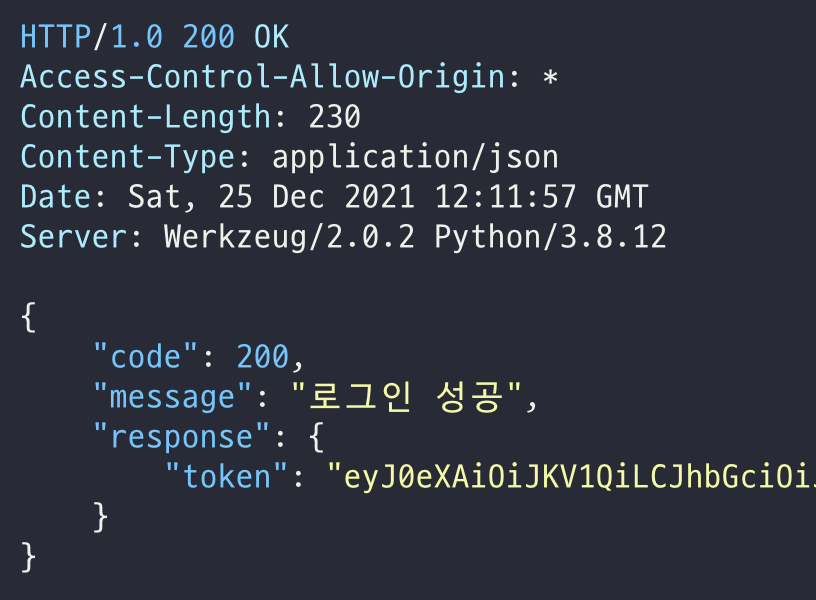 HTTP/1.0 200 OK
Access-Control-Allow-Origin: *
Content-Length: 230
Content-Type: application/json
Date: Sat, 25 Dec 2021 12:11:57 GMT
Server: Werkzeug/2.0.2 Python/3.8.12
{
"code": 200,
"message": "로그인 성공",
"response": {
"token": "eyJ0eXAiOiJKV1QiLCJhbGciOiJ
}
}